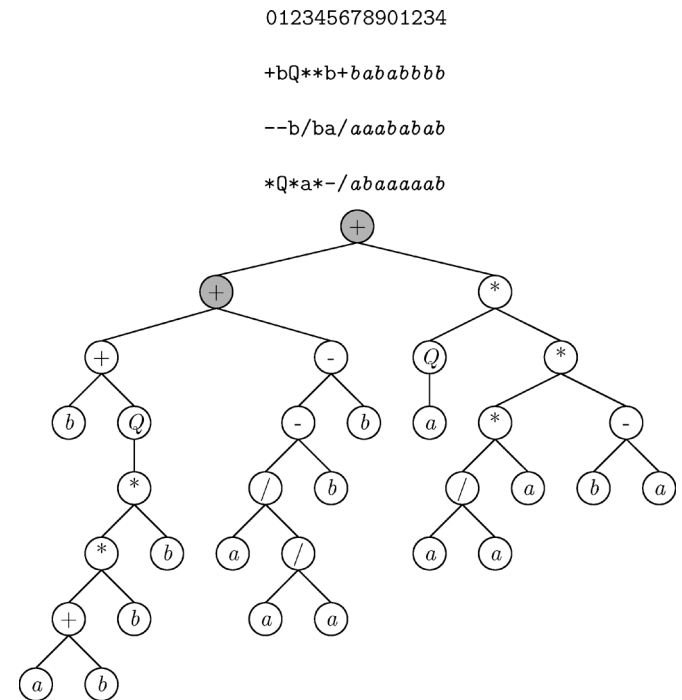 012345678901234
+bQ**b+bababbbb
--b/ba/aaababab
*Q*a*-/abaaaaab
+
+ *
+ - Q *
b Q - b a * -
* / b / a b a
* b a / a a
+ b a a
a b